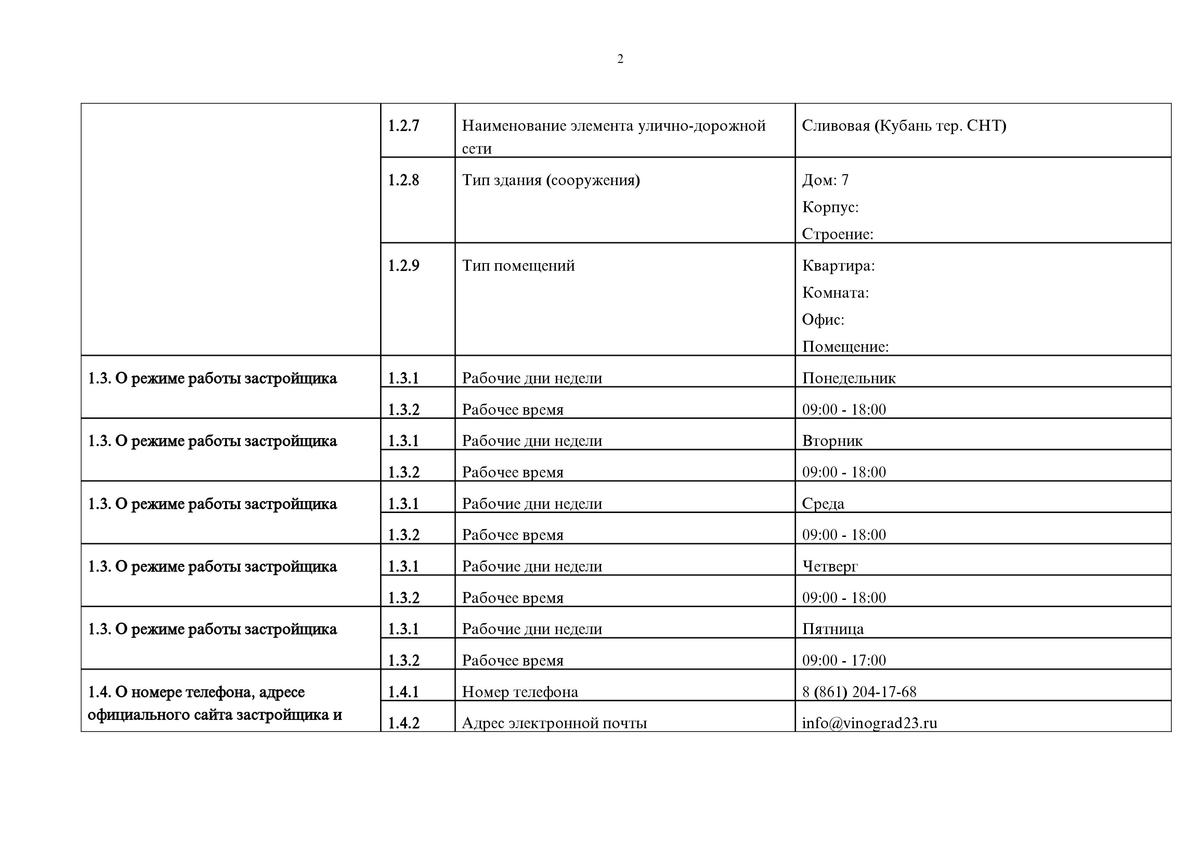 2
1.2.7 Наименование элемента улично-дорожной Сливовая (Кубань тер. СНТ)
сети
1.2.8 Тип здания (сооружения) Дом: 7
Корпус:
Строение:
1.2.9 Тип помещений Квартира:
Комната:
Офис:
Помещение:
1.3. О режиме работы застройщика 1.3.1 Рабочие дни недели Понедельник
1.3.2 Рабочее время 09:00 - 18:00
1.3. О режиме работы застройщика 1.3.1 Рабочие дни недели Вторник
1.3.2 Рабочее время 09:00 - 18:00
1.3. О режиме работы застройщика 1.3.1 Рабочие дни недели Среда
1.3.2 Рабочее время 09:00 - 18:00
1.3. О режиме работы застройщика 1.3.1 Рабочие дни недели Четверг
1.3.2 Рабочее время 09:00 - 18:00
1.3. О режиме работы застройщика 1.3.1 Рабочие дни недели Пятница
1.3.2 Рабочее время 09:00 - 17:00
1.4. О номере телефона, адресе 1.4.1 Номер телефона 8 (861) 204-17-68
официального сайта застройщика и 1.4.2 Адрес электронной почты info@vinograd23.ru